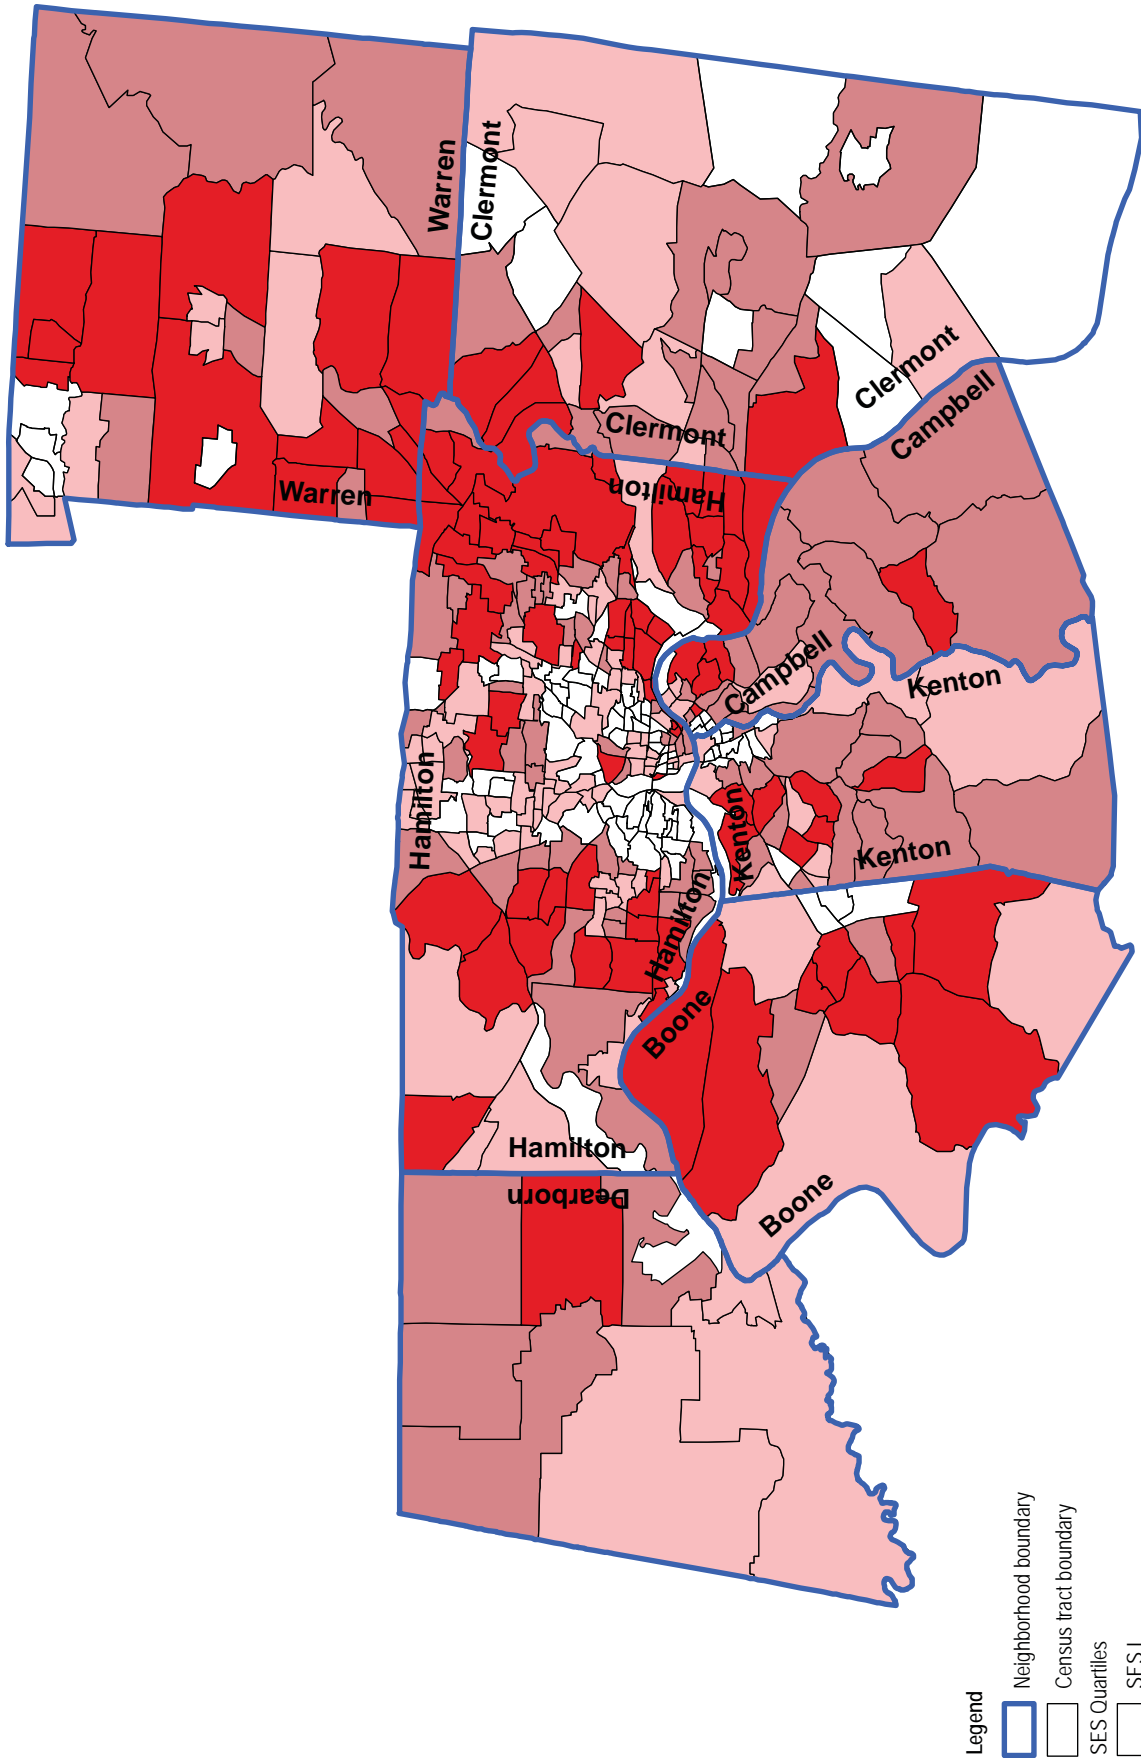 Warren
Clermont
Warren
Clermont
Clermont
Campbell
Hamilton
Campbell
Kenton
Hamilton
Kenton
Kenton
Hamilton
Boone
Hamilton
Dearborn
Boone
Legend
Neighborhood boundary
Census tract boundary
SES Quartiles
SES I